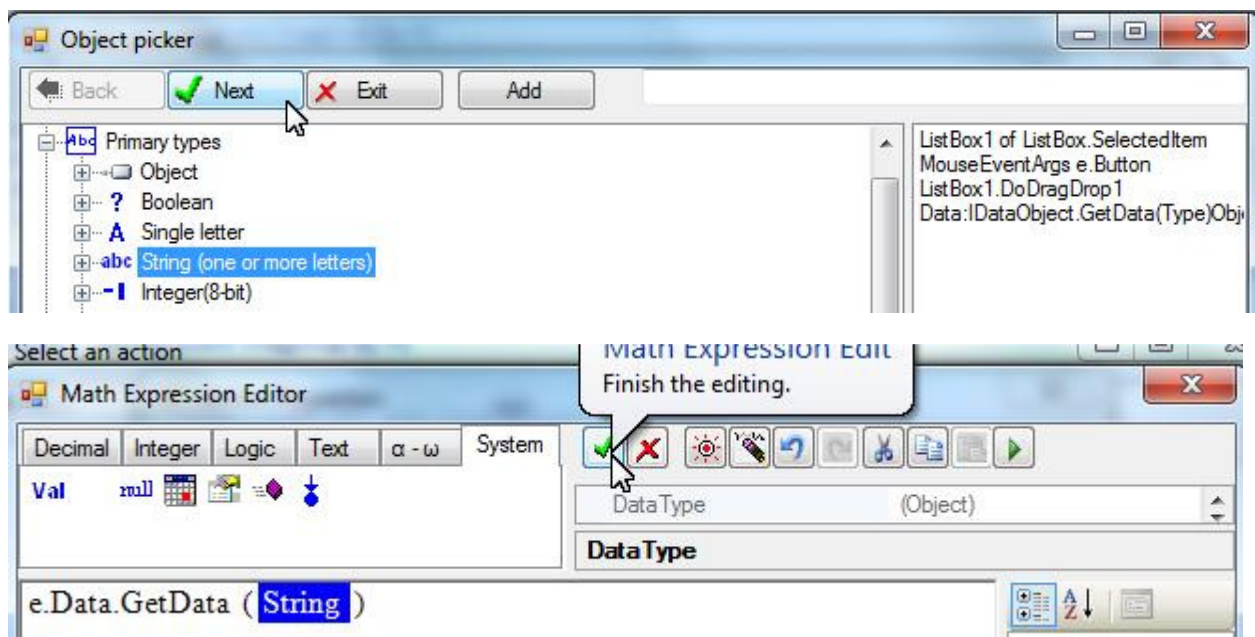 Object picker
Back Next Exit Add
Primary types
Object
Boolean
Single letter
String (one or more letters)
Integer(8-bit)
ListBox1 of ListBox.SelectedItem
MouseEventArgs e.Button
ListBox1.DoDragDrop1
Data:IDataObject.GetData(Type)Obj
Select an action
Math Expression Edit
Finish the editing.
Math Expression Editor
Decimal Integer Logic Text α - ω System
Val null
DataType (Object)
DataType
e.Data.GetData ( String )